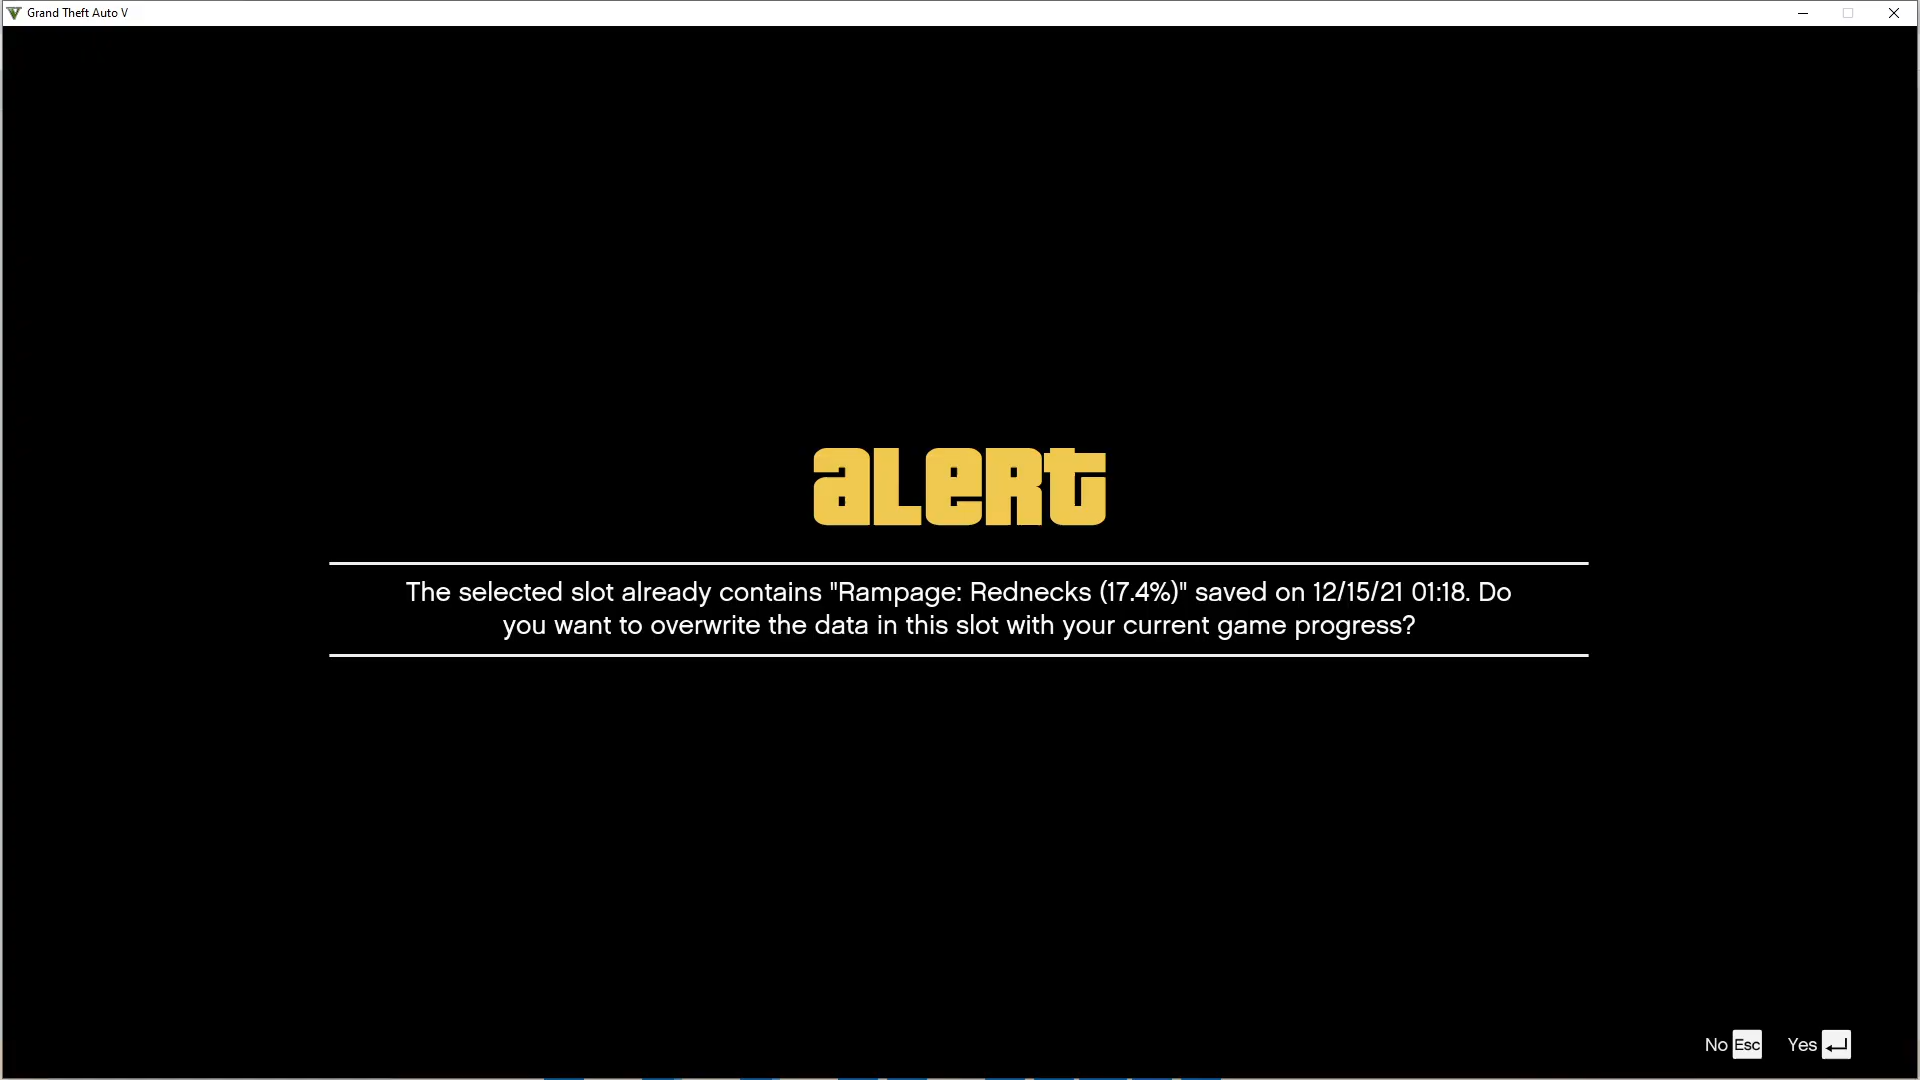 Grand Theft Auto V
alert
The selected slot already contains "Rampage: Rednecks (17.4%)" saved on 12/15/21 01:18. Do
you want to overwrite the data in this slot with your current game progress?
No Esc Yes